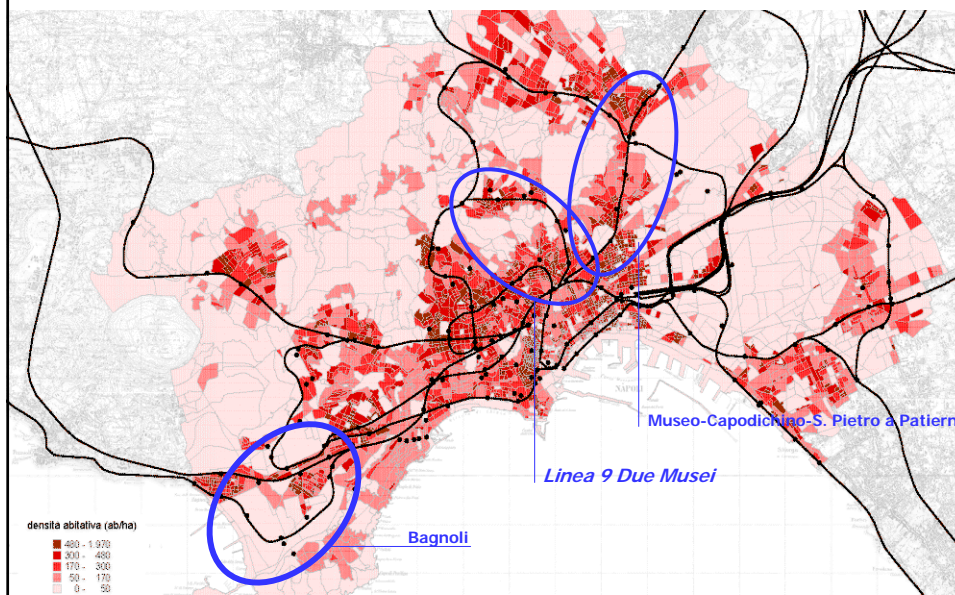 NAPOLI
Museo-Capodichino-S. Pietro a Patiern
Linea 9 Due Musei
Bagnoli
densità abitativa (ab/ha)
480 - 1.970
300 - 480
170 - 300
50 - 170
0 - 50